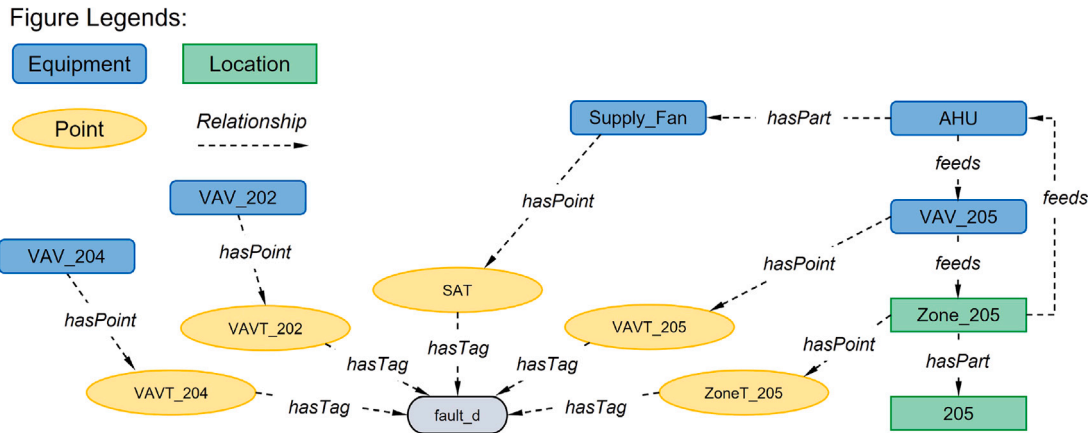 Figure Legends:
Equipment
Location
Point
Relationship
Supply_Fan
hasPart
AHU
feeds
feeds
VAV_202
hasPoint
VAV_205
VAV_204
hasPoint
hasPoint
feeds
SAT
hasPoint
VAVT_202
VAVT_205
Zone_205
hasTag
hasPoint
hasTag
hasTag
hasPart
VAVT_204
ZoneT_205
hasTag
fault_d
hasTag
205